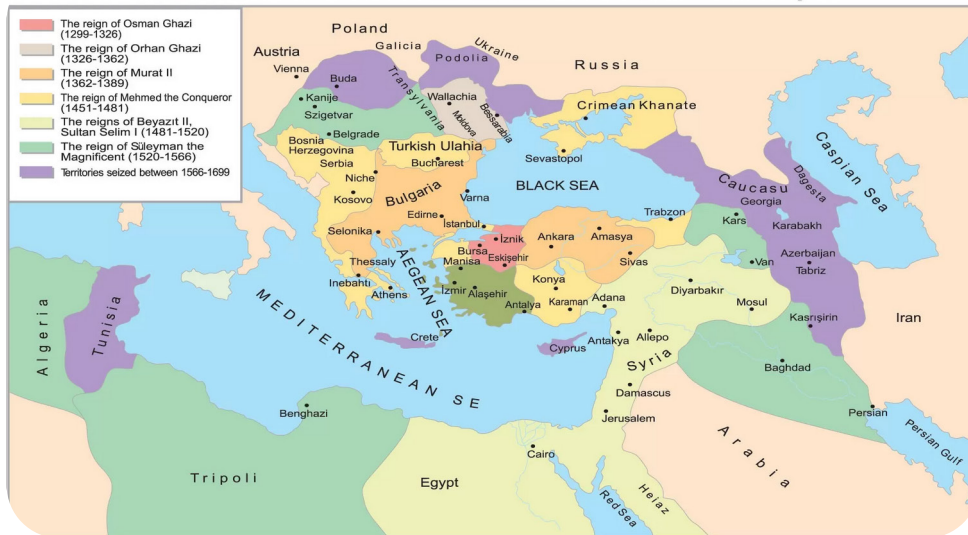 The reign of Osman Ghazi
(1299-1326)
The reign of Orhan Ghazi
(1326-1362)
The reign of Murat II
(1362-1389)
The reign of Mehmed the Conqueror
(1451-1481)
The reigns of Beyazıt II,
Sultan Selim I (1481-1520)
The reign of Süleyman the
Magnificent (1520-1566)
Territories seized between 1566-1699
Poland
Austria
Galicia
Ukraine
Podolia
Russia
Vienna
Buda
Transylvania
Kanije
Szigetvar
Wallachia
Moldova
Bessarabia
Crimean Khanate
Belgrade
Bosnia
Herzegovina
Turkish Ulahia
Bucharest
Sevastopol
Serbia
Niche
Kosovo
Bulgaria
Varna
BLACK SEA
Caucasu
Dagesta
Caspian Sea
Georgia
Karabakh
Kars
Trabzon
Edirne
İstanbul
Selonika
İznik
Bursa
Eskişehir
Ankara
Amasya
Sivas
Van
Azerbaijan
Tabriz
Thessaly
AEGEAN SEA
Manisa
Inebahtı
Athens
İzmir
Alaşehir
Konya
Karaman
Adana
Antalya
Diyarbakır
Mosul
Kasrışirin
Iran
Crete
Cyprus
Antakya
Allepo
Syria
Baghdad
Algeria
Tunisia
MEDITERRANEAN SE
Damascus
Jerusalem
Persian
Persian Gulf
Benghazi
Tripoli
Egypt
Cairo
Red Sea
Heiaz
Arabia